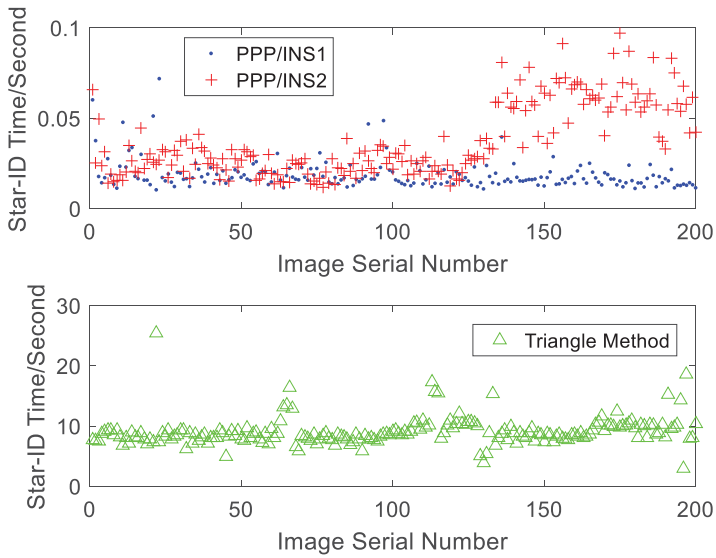 0.1
PPP/INS1
PPP/INS2
0.05
0
Star-ID Time/Second
0 50 100 150 200
Image Serial Number
30
Triangle Method
20
10
0
Star-ID Time/Second
0 50 100 150 200
Image Serial Number